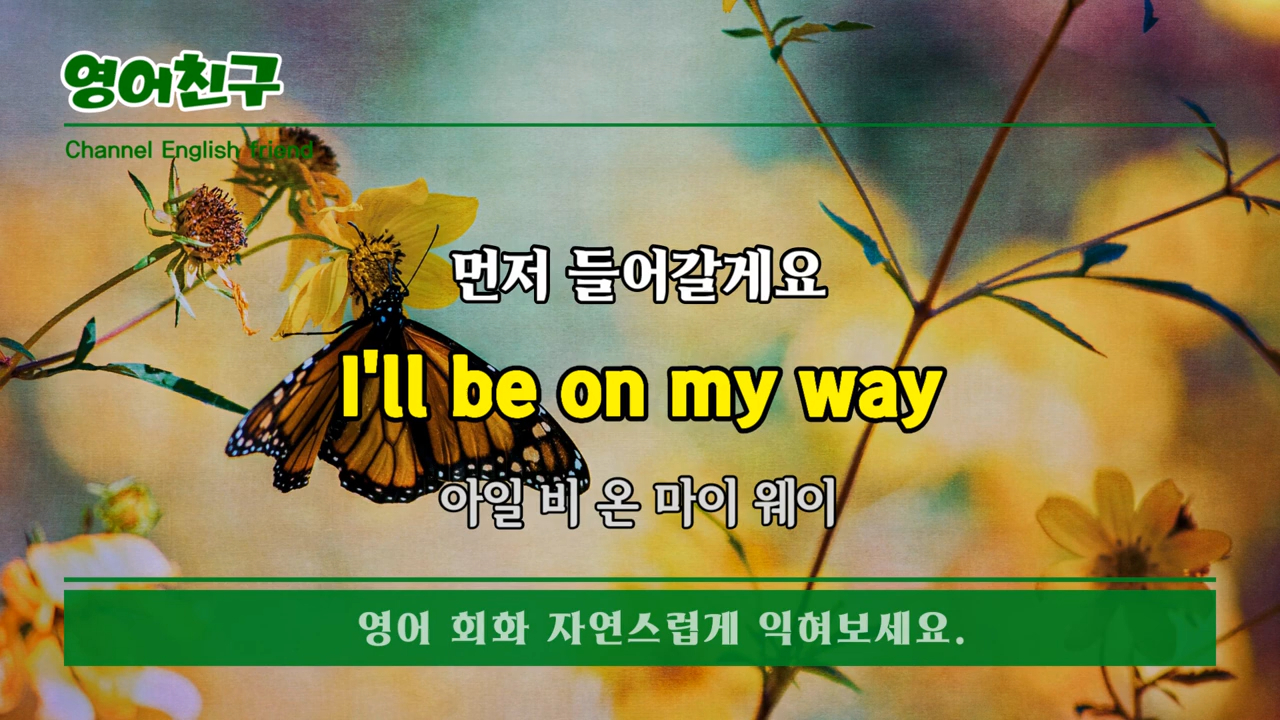 영어친구
Channel English friend
먼저 들어갈게요
I'll be on my way
아일 비 온 마이 웨이
영어 회화 자연스럽게 익혀보세요.